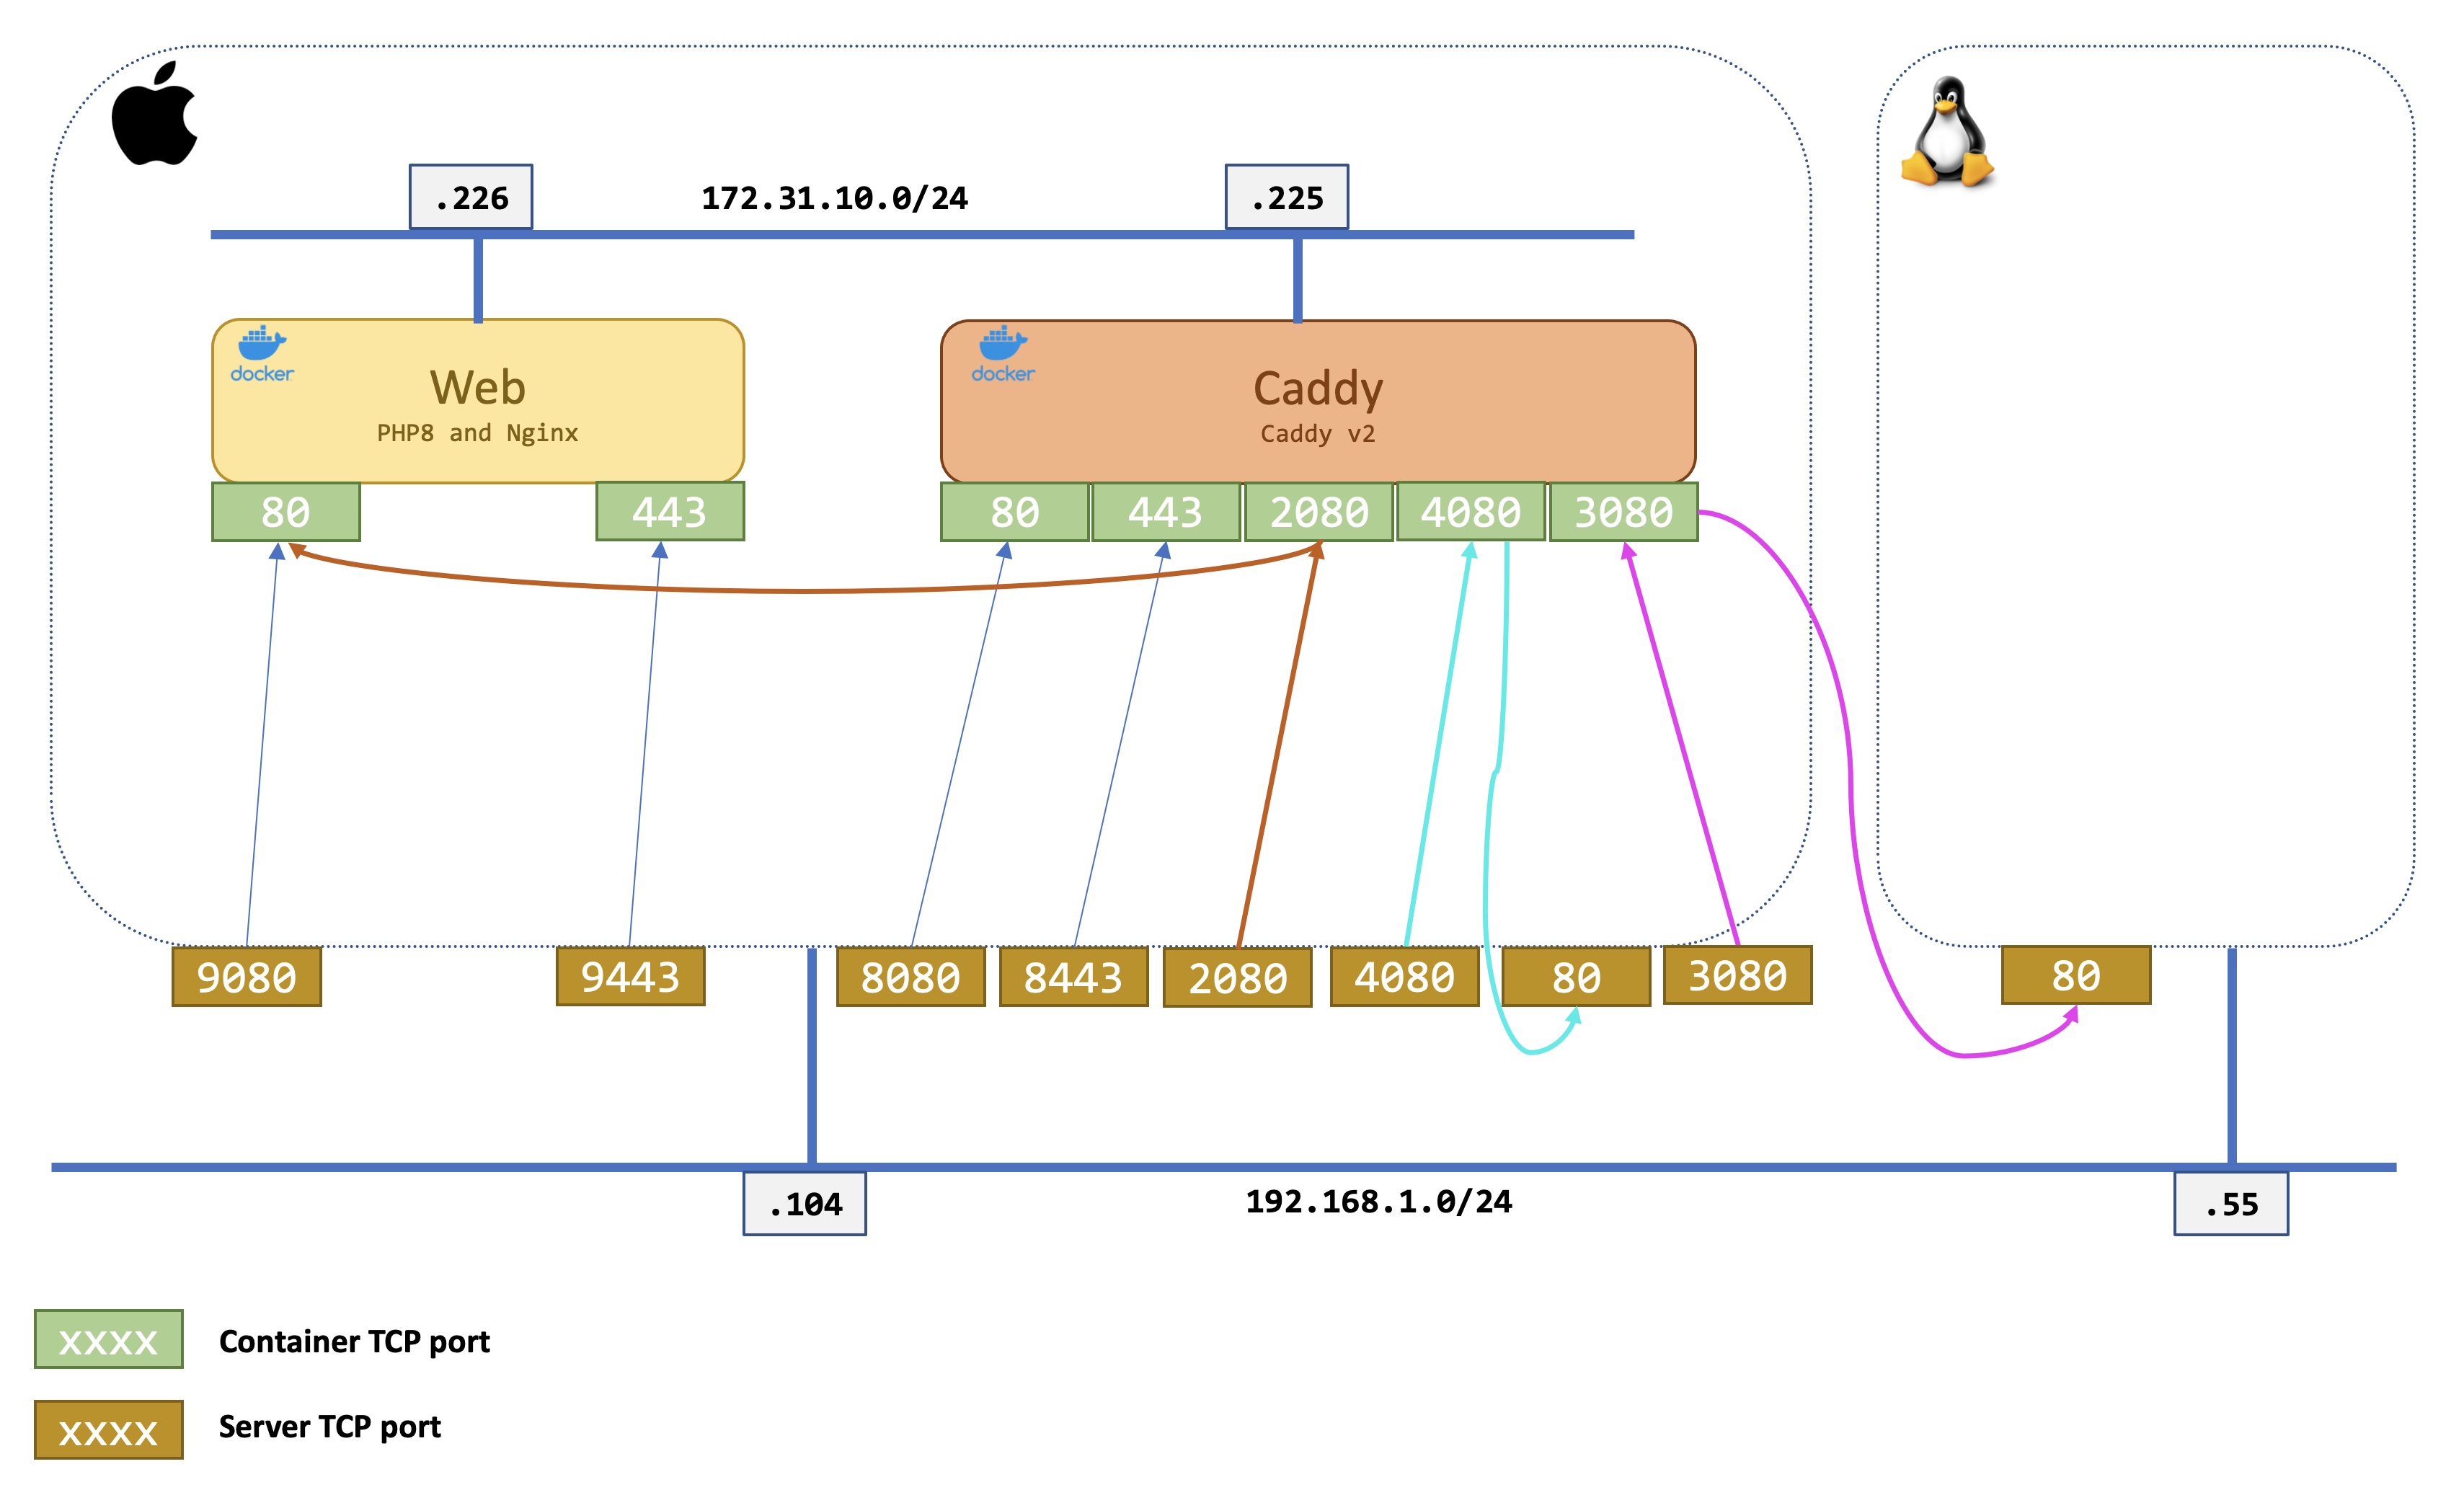 .226
172.31.10.0/24
.225
docker
Web
PHP8 and Nginx
docker
Caddy
Caddy v2
80
443
80
443
2080
4080
3080
9080
9443
8080
8443
2080
4080
80
3080
80
.104
192.168.1.0/24
.55
xxxx
Container TCP port
xxxx
Server TCP port